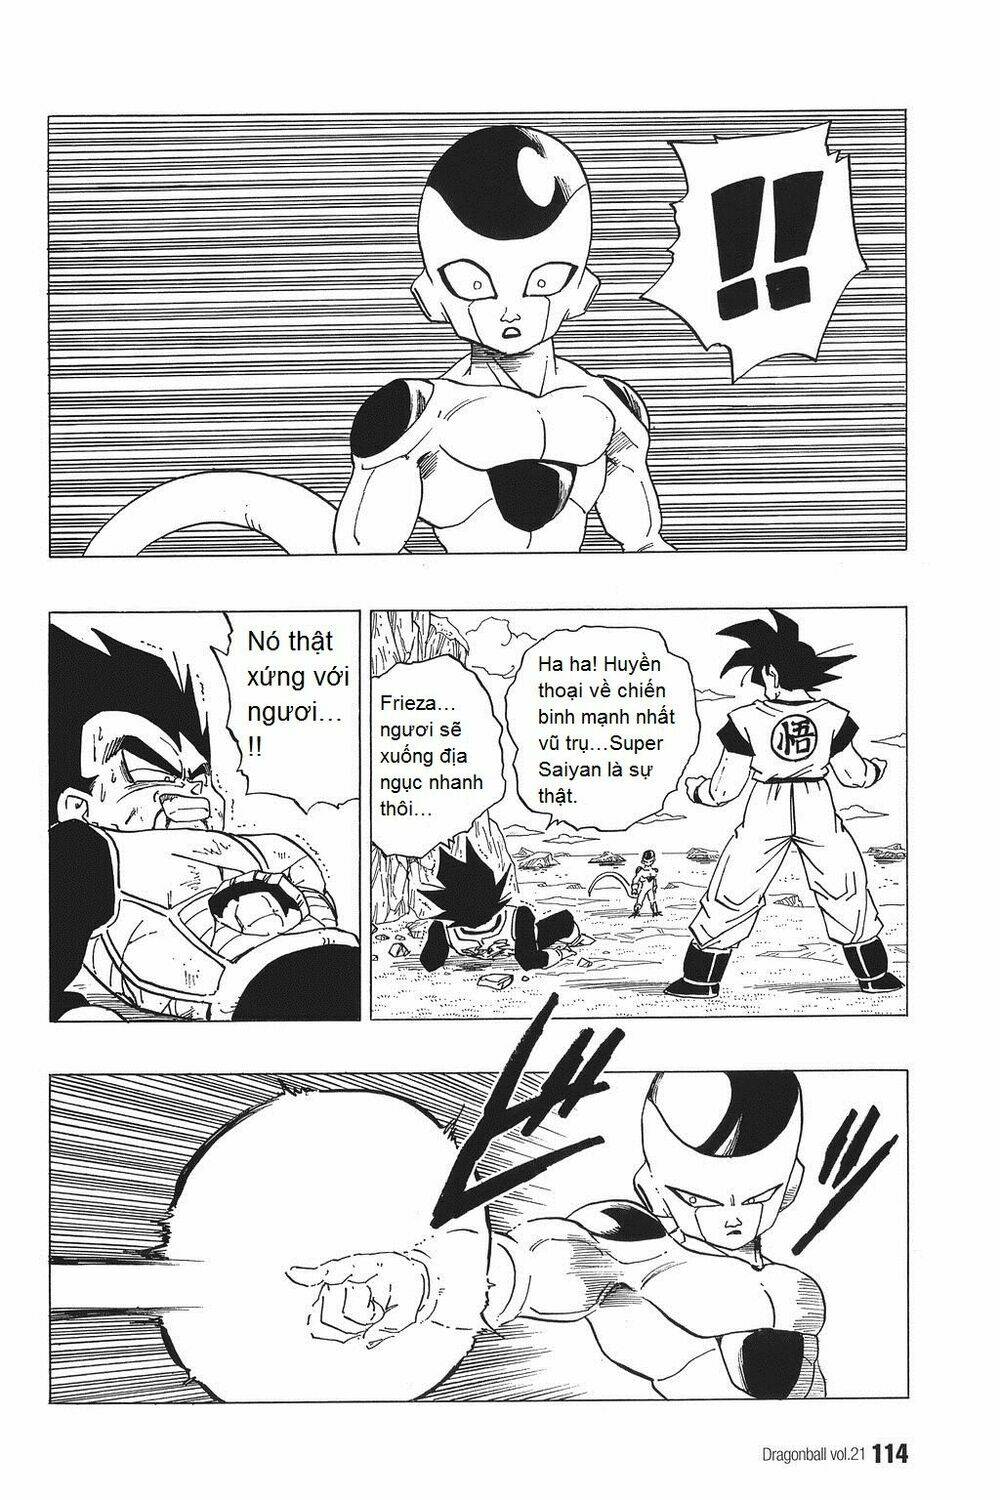 !!
Nó thật
xứng với
ngươi...
!!
Frieza...
ngươi sẽ
xuống địa
ngục nhanh
thôi...
Ha ha! Huyền
thoại về chiến
binh mạnh nhất
vũ trụ...Super
Saiyan là sự
thật.
悟
Dragonball vol.21 114